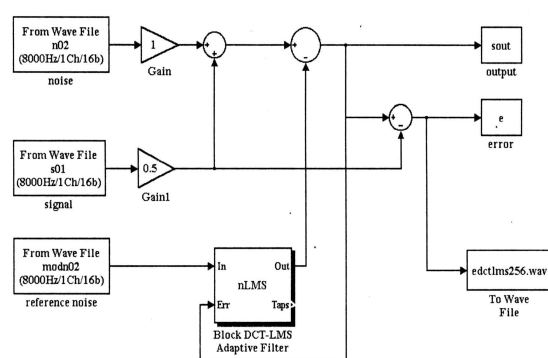 From Wave File
n02
(8000Hz/1Ch/16b)
noise
1
Gain
+
+
+
−
sout
output
From Wave File
s01
(8000Hz/1Ch/16b)
signal
0.5
Gain1
+
−
e
error
From Wave File
modn02
(8000Hz/1Ch/16b)
reference noise
In
Out
nLMS
Err
Taps
Block DCT-LMS
Adaptive Filter
edctlms256.wav
To Wave
File